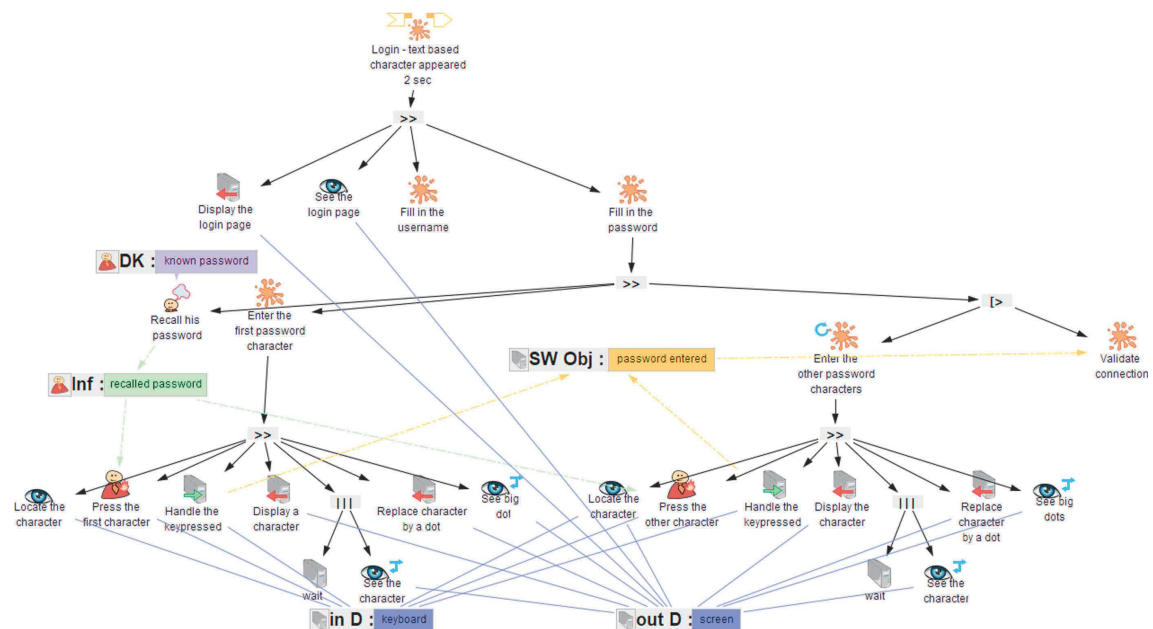 Login - text based
character appeared
2 sec
>>
Display the
login page
See the
login page
Fill in the
username
Fill in the
password
DK : known password
>>
[>
Recall his
password
Enter the
first password
character
SW Obj : password entered
Enter the
other password
characters
Validate
connection
Inf : recalled password
>>
>>
Locate the
character
Press the
first character
Handle the
keypressed
Display a
character
|||
Replace character
by a dot
See big
dot
Locate the
character
Press the
other character
Handle the
keypressed
Display the
character
|||
Replace
character
by a dot
See big
dots
wait
See the
character
wait
See the
character
in D : keyboard
out D : screen